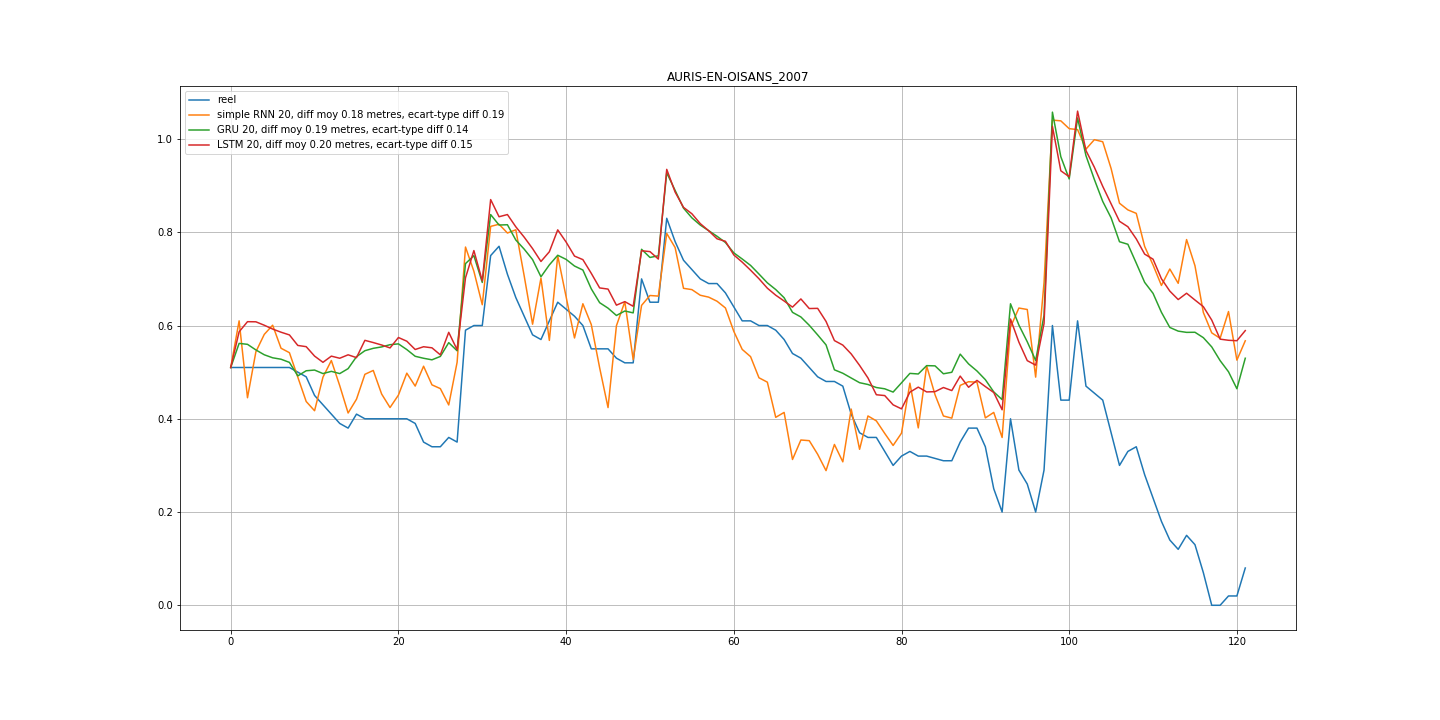 AURIS-EN-OISANS_2007
reel
simple RNN 20, diff moy 0.18 metres, ecart-type diff 0.19
GRU 20, diff moy 0.19 metres, ecart-type diff 0.14
LSTM 20, diff moy 0.20 metres, ecart-type diff 0.15
1.0
0.8
0.6
0.4
0.2
0.0
0 20 40 60 80 100 120